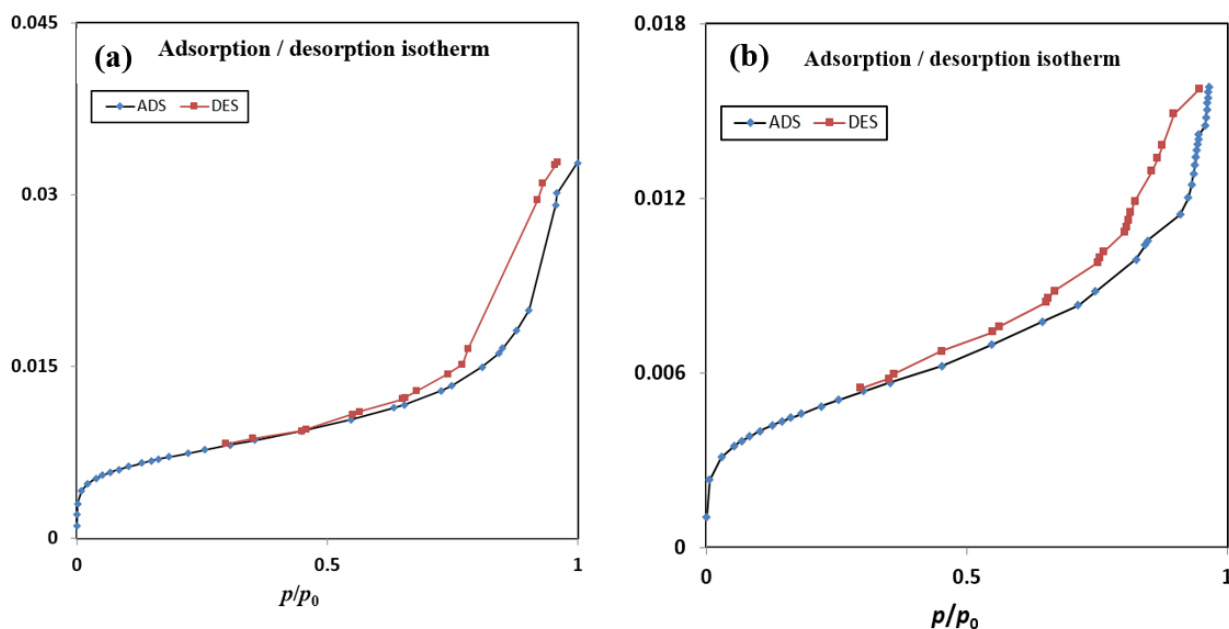 (a) Adsorption / desorption isotherm
ADS DES
0.045
0.03
0.015
0
0 0.5 1
p/p0
(b) Adsorption / desorption isotherm
ADS DES
0.018
0.012
0.006
0
0 0.5 1
p/p0